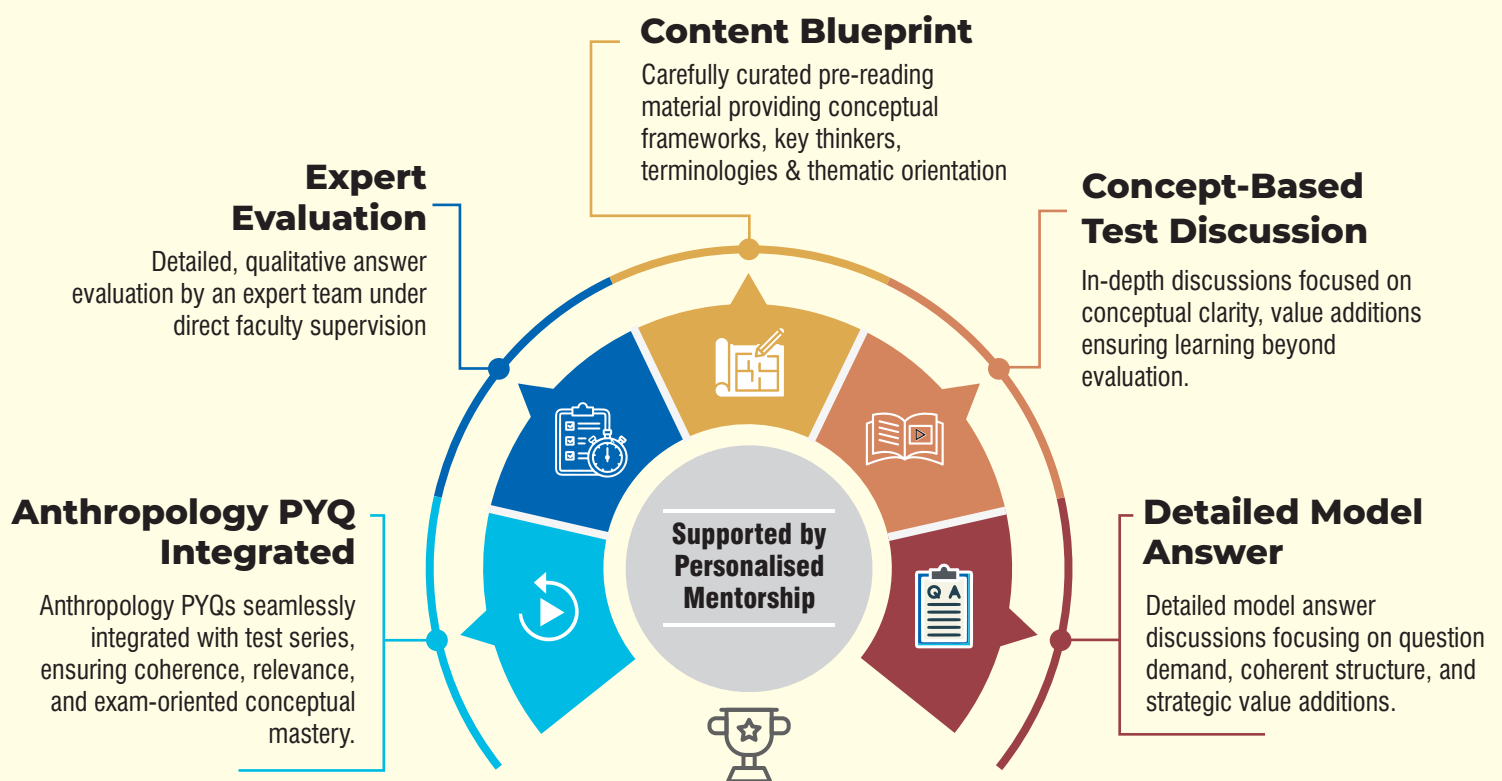 Content Blueprint
Carefully curated pre-reading
material providing conceptual
frameworks, key thinkers,
terminologies & thematic orientation
Expert
Evaluation
Detailed, qualitative answer
evaluation by an expert team under
direct faculty supervision
Concept-Based
Test Discussion
In-depth discussions focused on
conceptual clarity, value additions
ensuring learning beyond
evaluation.
Anthropology PYQ
Integrated
Anthropology PYQs seamlessly
integrated with test series,
ensuring coherence, relevance,
and exam-oriented conceptual
mastery.
Supported by
Personalised
Mentorship
Q A
Detailed Model
Answer
Detailed model answer
discussions focusing on question
demand, coherent structure, and
strategic value additions.